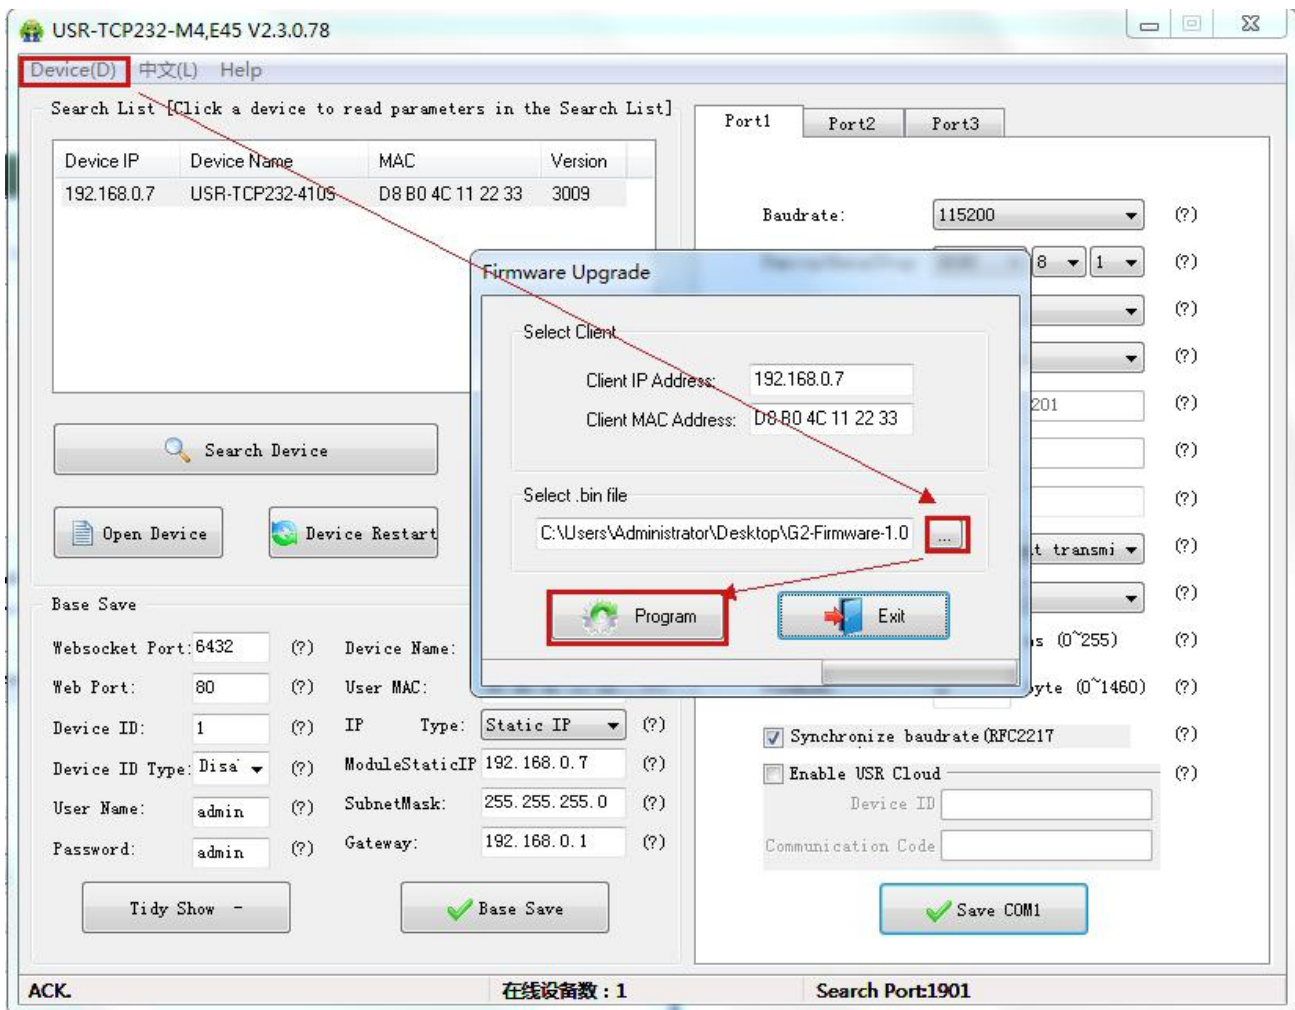 USR-TCP232-M4,E45 V2.3.0.78
Device(D) 中文(L) Help
Search List [Click a device to read parameters in the Search List]
Device IP Device Name MAC Version
192.168.0.7 USR-TCP232-410S D8 B0 4C 11 22 33 3009
Search Device
Open Device Device Restart
Base Save
Websocket Port: 6432 (?) Device Name:
Web Port: 80 (?) User MAC:
Device ID: 1 (?) IP Type: Static IP (?)
Device ID Type: Disa (?) ModuleStaticIP 192.168.0.7 (?)
User Name: admin (?) SubnetMask: 255.255.255.0 (?)
Password: admin (?) Gateway: 192.168.0.1 (?)
Tidy Show - Base Save
Firmware Upgrade
Select Client
Client IP Address: 192.168.0.7
Client MAC Address: D8 B0 4C 11 22 33
Select .bin file
C:\Users\Administrator\Desktop\G2-Firmware-1.0 ...
Program Exit
Port1 Port2 Port3
Baudrate: 115200 (?)
8 1 (?)
(?)
(?)
201 (?)
(?)
(?)
t transmi (?)
(?)
s (0~255) (?)
byte (0~1460) (?)
Synchronize baudrate(RFC2217 (?)
Enable USR Cloud (?)
Device ID
Communication Code
Save COM1
ACK. 在线设备数：1 Search Port:1901